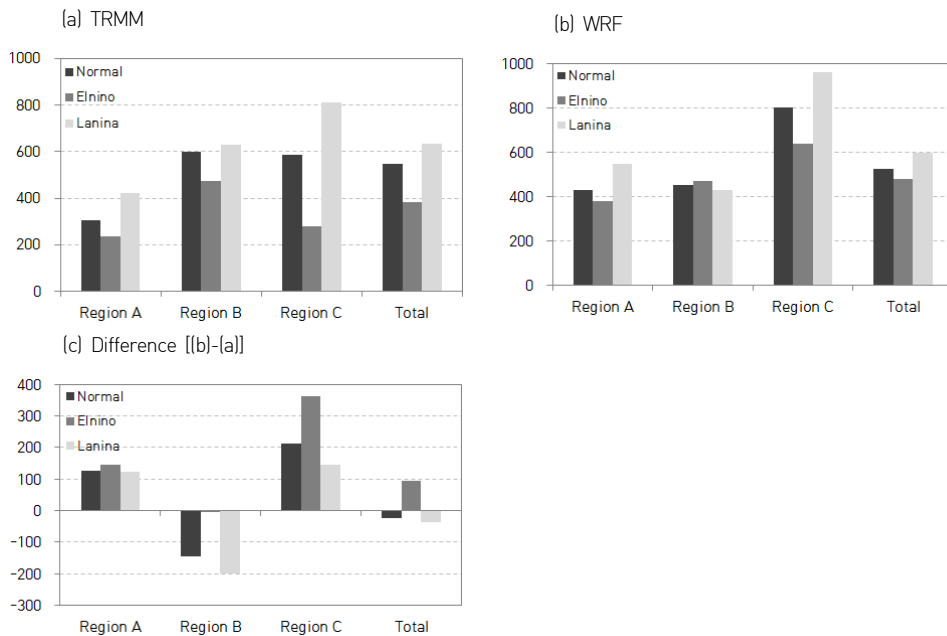 (a) TRMM
1000
800
600
400
200
0
Normal
Elnino
Lanina
Region A
Region B
Region C
Total
(b) WRF
1000
800
600
400
200
0
Normal
Elnino
Lanina
Region A
Region B
Region C
Total
(c) Difference [(b)-(a)]
400
300
200
100
0
-100
-200
-300
Normal
Elnino
Lanina
Region A
Region B
Region C
Total